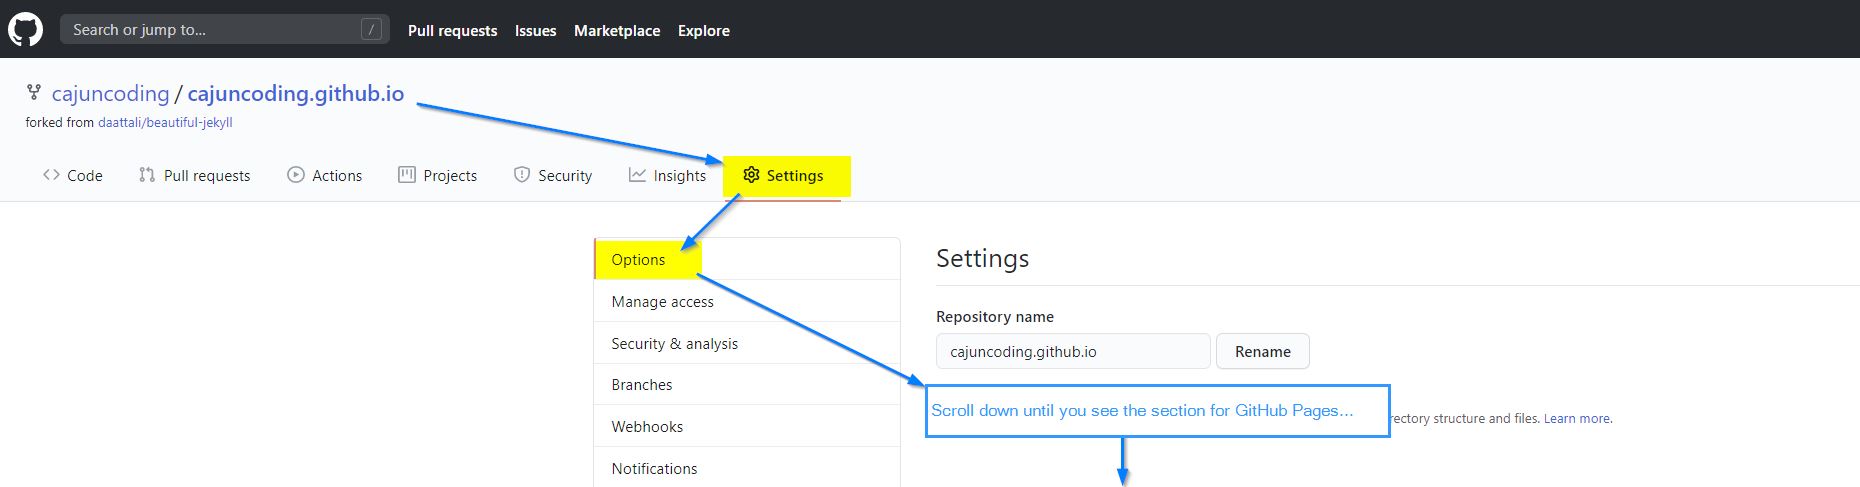 Search or jump to... /
Pull requests Issues Marketplace Explore
cajuncoding / cajuncoding.github.io
forked from daattali/beautiful-jekyll
Code Pull requests Actions Projects Security Insights Settings
Options
Manage access
Security & analysis
Branches
Webhooks
Notifications
Settings
Repository name
cajuncoding.github.io Rename
Scroll down until you see the section for GitHub Pages...
rectory structure and files. Learn more.